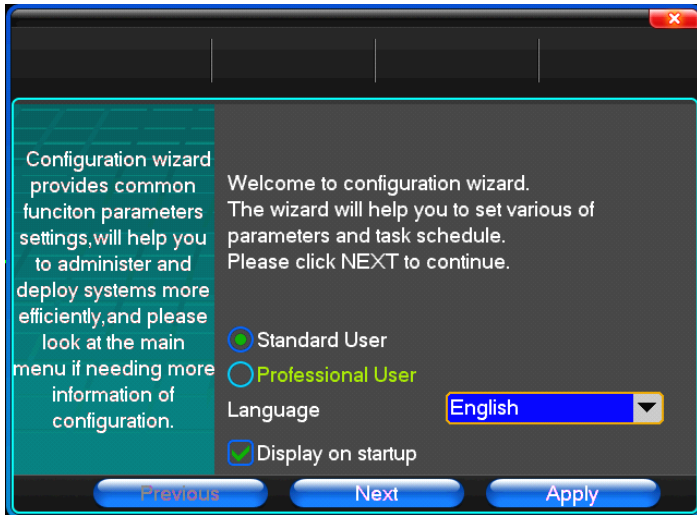 Configuration wizard
provides common
funciton parameters
settings,will help you
to administer and
deploy systems more
efficiently,and please
look at the main
menu if needing more
information of
configuration.
Welcome to configuration wizard.
The wizard will help you to set various of
parameters and task schedule.
Please click NEXT to continue.
Standard User
Professional User
Language
English
Display on startup
Previous
Next
Apply